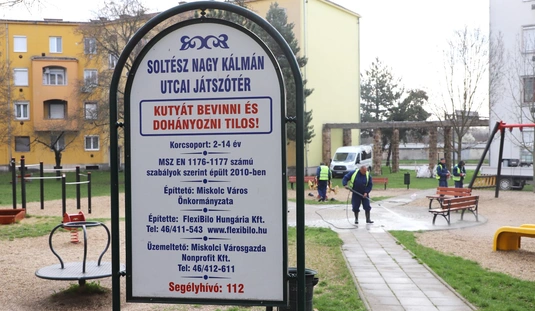 SOLTÉSZ NAGY KÁLMÁN
UTCAI JÁTSZÓTÉR
KUTYÁT BEVINNI ÉS
DOHÁNYOZNI TILOS!
Korcsoport: 2-14 év
MSZ EN 1176-1177 számú
szabályok szerint épült 2010-ben
Építtető: Miskolc Város
Önkormányzata
Építette: FlexiBilo Hungária Kft.
Tel: 46/411-543 www.flexibilo.hu
Üzemeltető: Miskolci Városgazda
Nonprofit Kft.
Tel: 46/412-611
Segélyhívó: 112